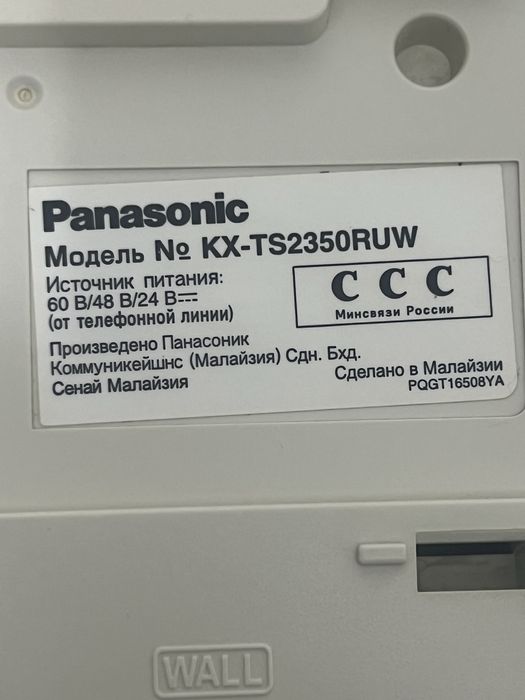 Panasonic
Модель № KX-TS2350RUW
Источник питания:
60 В/48 В/24 В⎓
(от телефонной линии)
ССС
Минсвязи России
Произведено Панасоник
Коммуникейшнс (Малайзия) Сдн. Бхд.
Сенай Малайзия
Сделано в Малайзии
PQGT16508YA
WALL